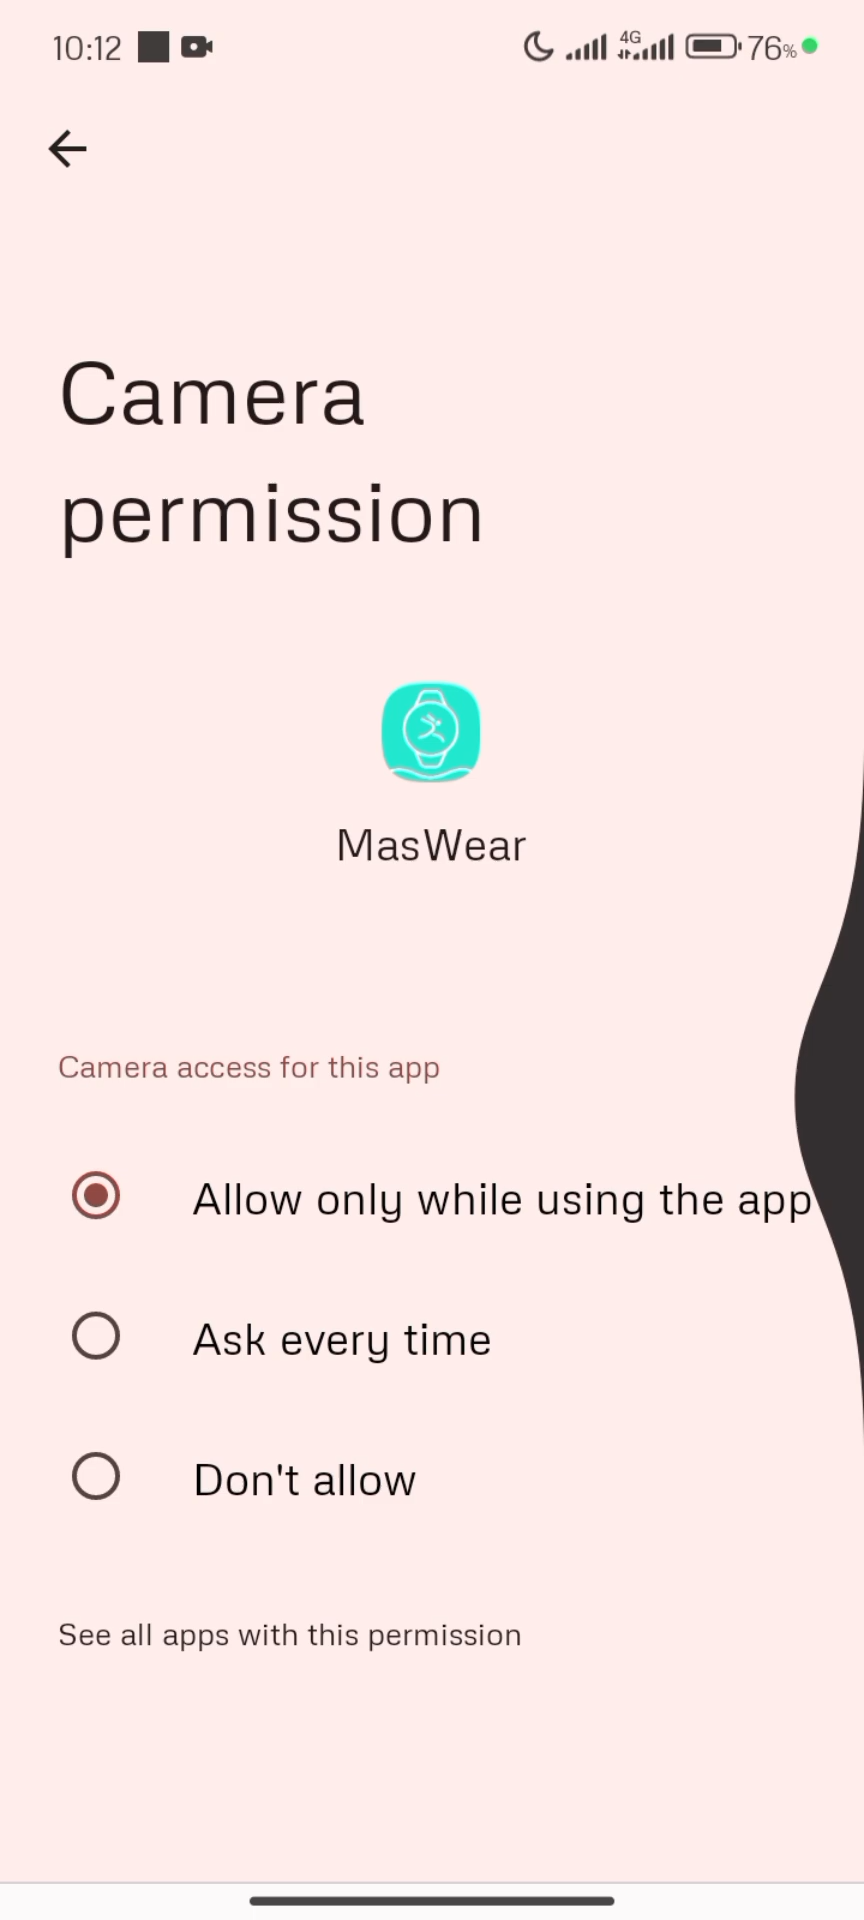 10:12 4G 76%
Camera
permission
MasWear
Camera access for this app
Allow only while using the app
Ask every time
Don't allow
See all apps with this permission